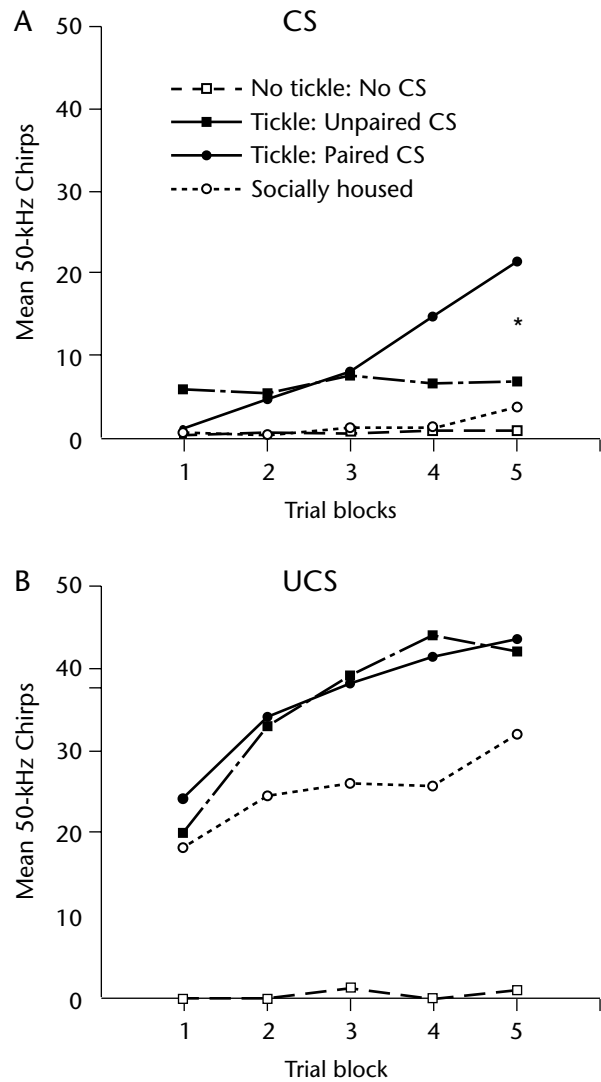 A
CS
50
40
30
20
10
0
Mean 50-kHz Chirps
No tickle: No CS
Tickle: Unpaired CS
Tickle: Paired CS
Socially housed
*
1 2 3 4 5
Trial blocks
B
UCS
50
40
30
20
10
0
Mean 50-kHz Chirps
1 2 3 4 5
Trial block